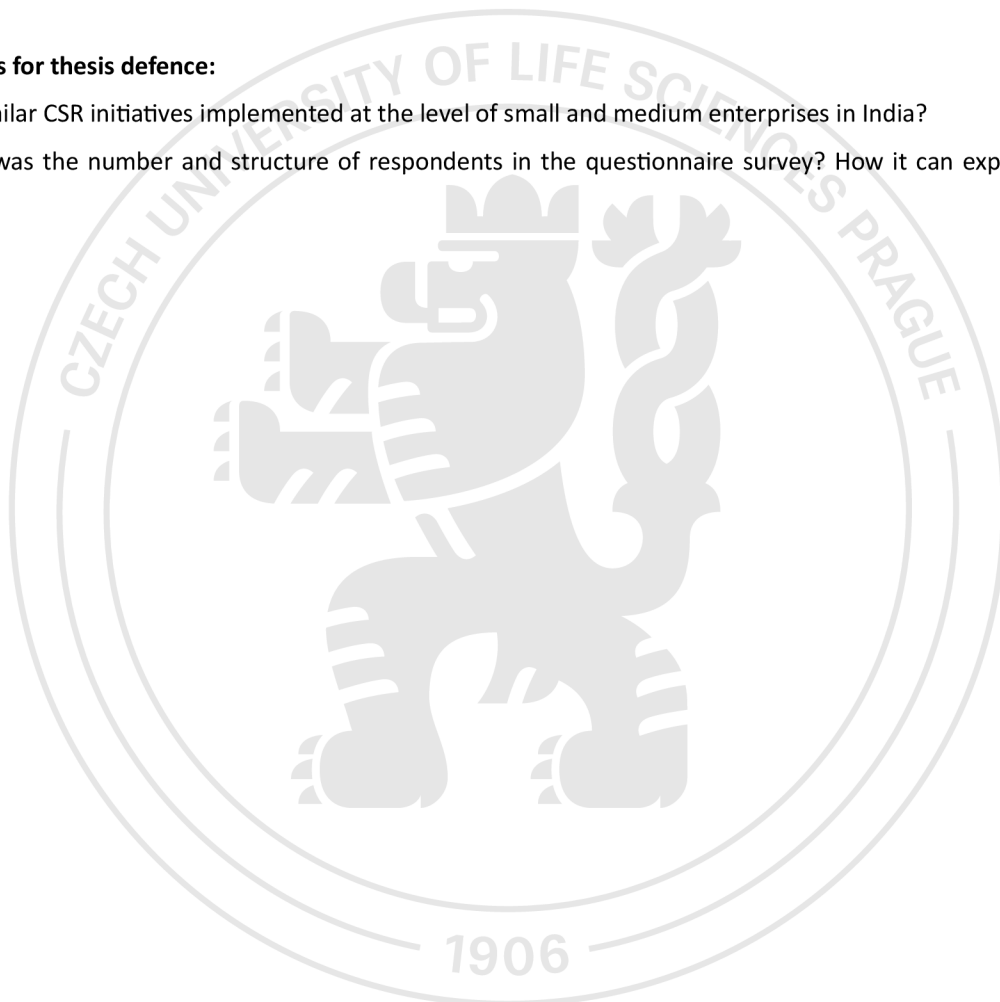 s for thesis defence:
ilar CSR initiatives implemented at the level of small and medium enterprises in India?
was the number and structure of respondents in the questionnaire survey? How it can exp
CZECH UNIVERSITY OF LIFE SCIENCES PRAGUE
1906